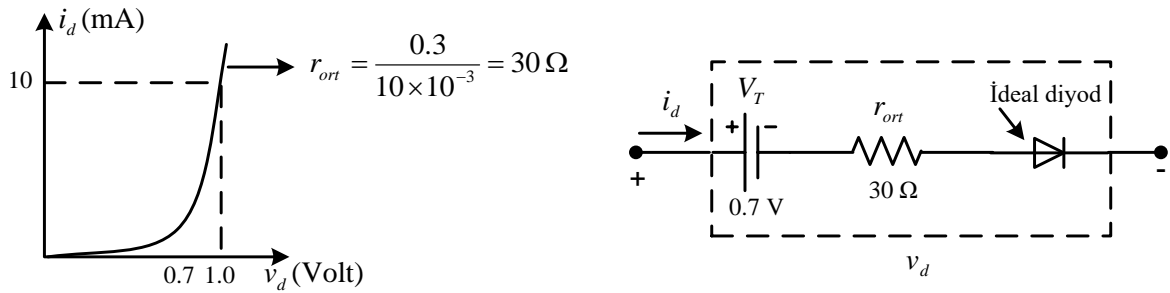 i_d (mA)
10
0.7 1.0
v_d (Volt)
r_ort = 0.3 / 10×10⁻³ = 30 Ω
i_d
V_T
+ −
0.7 V
r_ort
30 Ω
İdeal diyod
+
-
v_d